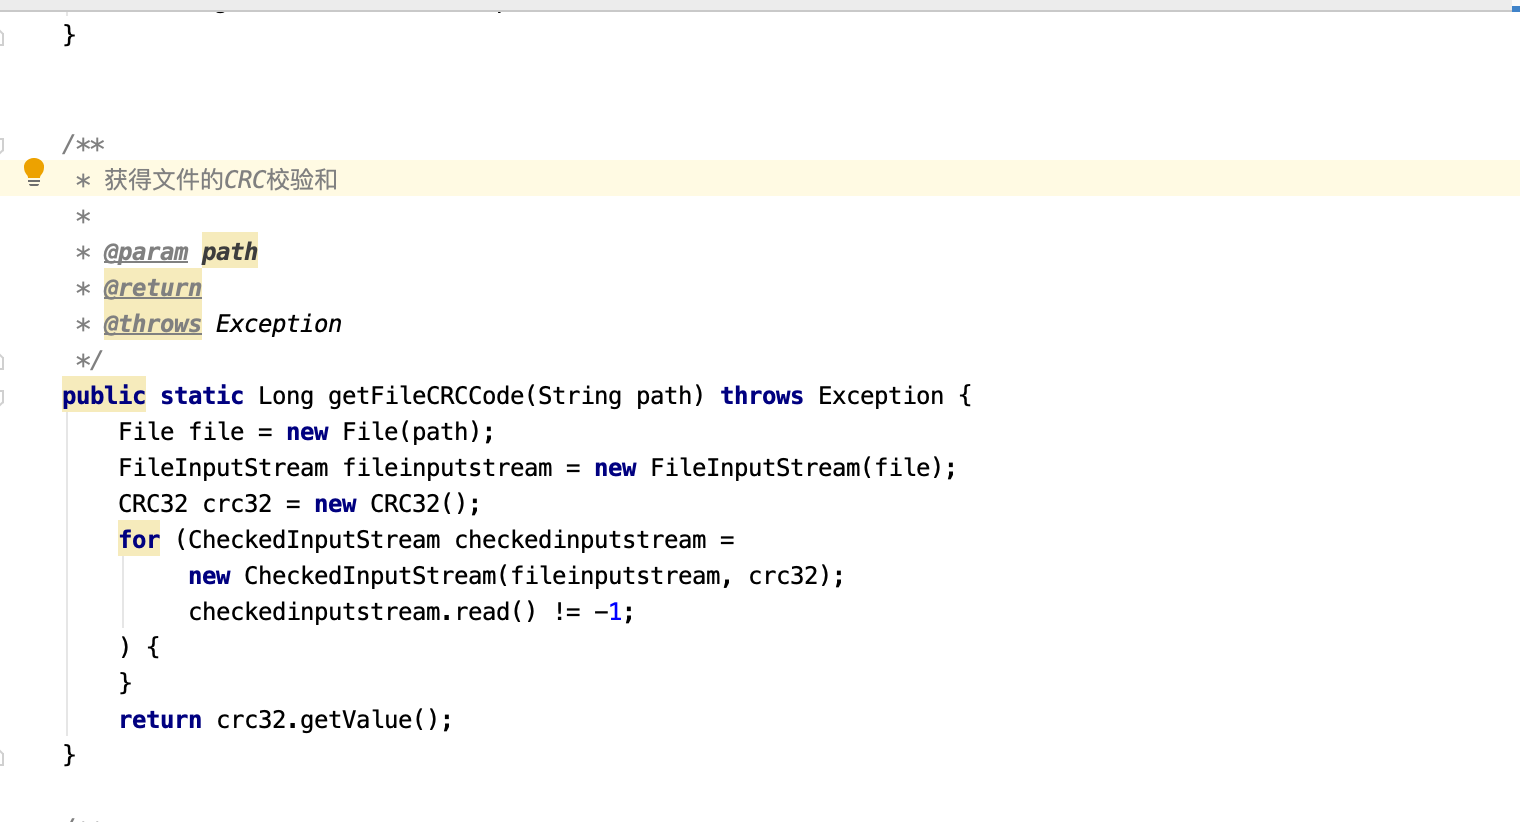 }
/**
* 获得文件的CRC校验和
*
* @param path
* @return
* @throws Exception
*/
public static Long getFileCRCCode(String path) throws Exception {
File file = new File(path);
FileInputStream fileinputstream = new FileInputStream(file);
CRC32 crc32 = new CRC32();
for (CheckedInputStream checkedinputstream =
new CheckedInputStream(fileinputstream, crc32);
checkedinputstream.read() != -1;
) {
}
return crc32.getValue();
}